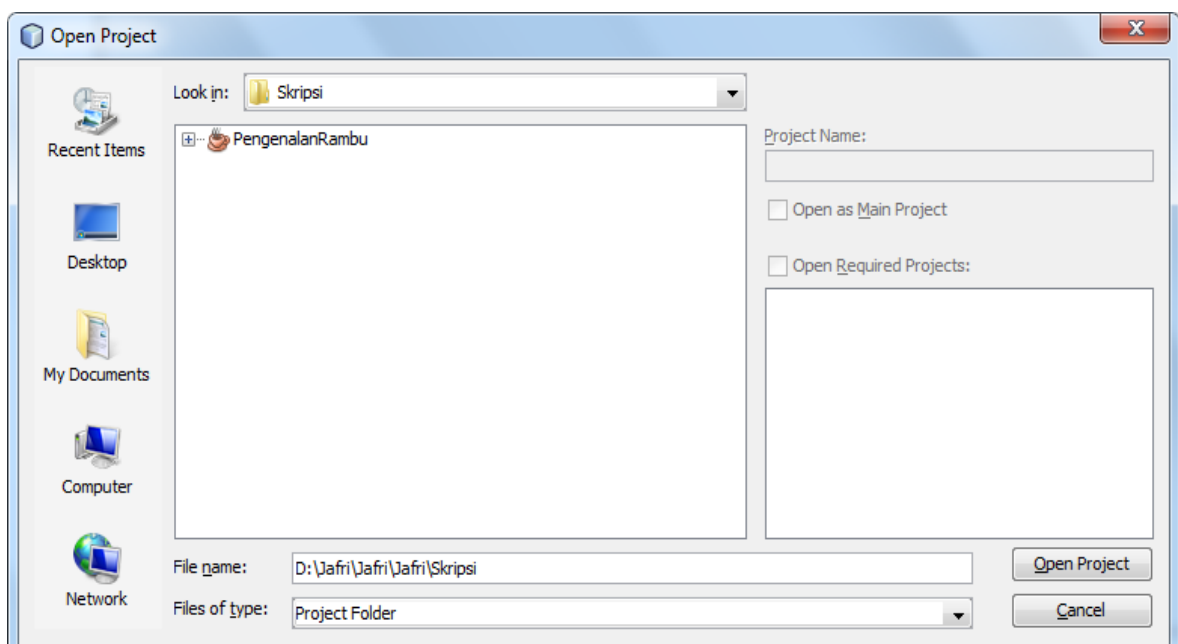 Open Project
Look in: Skripsi
Recent Items
Desktop
My Documents
Computer
Network
PengenalanRambu
Project Name:
Open as Main Project
Open Required Projects:
File name: D:\Jafri\Jafri\Jafri\Skripsi
Open Project
Files of type: Project Folder
Cancel